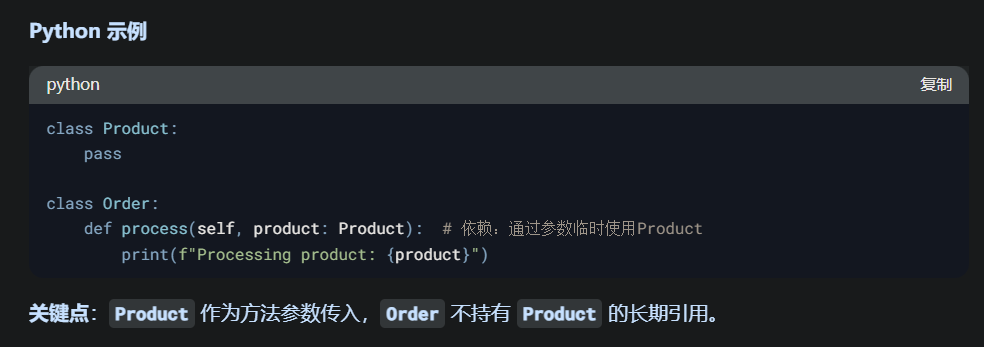 Python 示例
python 复制
class Product:
    pass
class Order:
    def process(self, product: Product):  # 依赖：通过参数临时使用Product
        print(f"Processing product: {product}")
关键点：Product 作为方法参数传入，Order 不持有 Product 的长期引用。